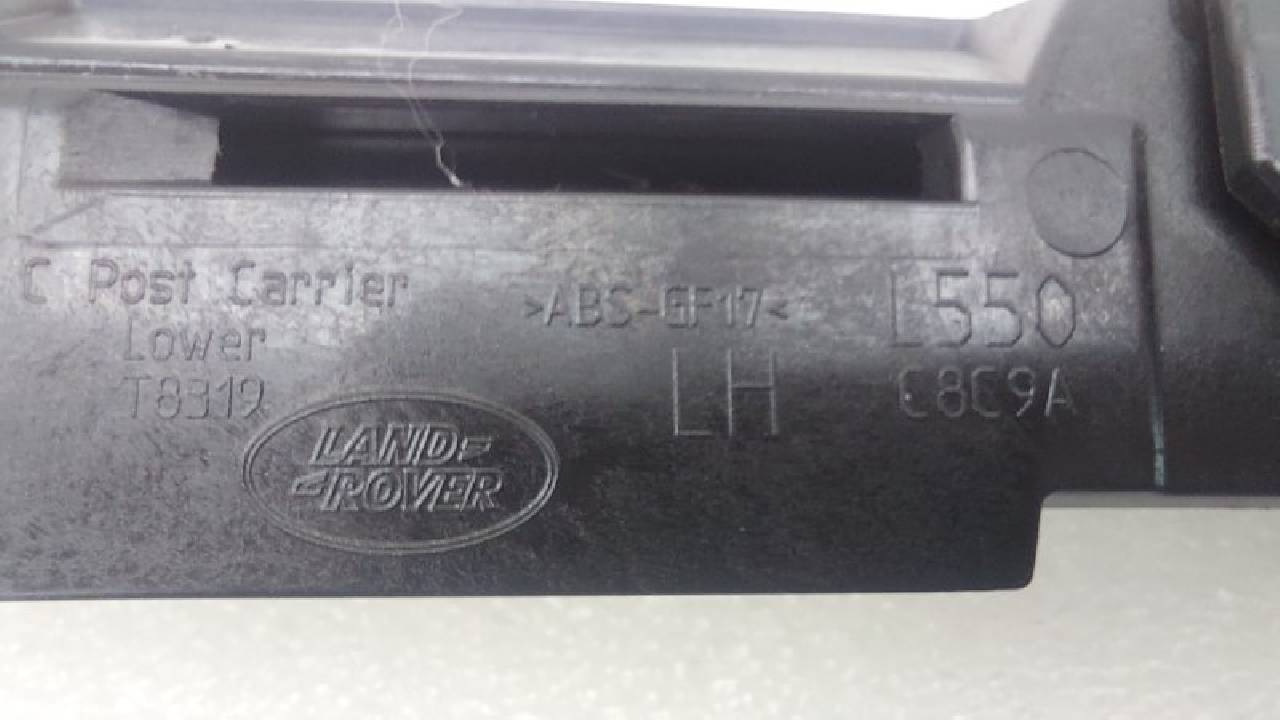 C Post Carrier
Lower
T8319
>ABS-GF17<
LH
L550
C8C9A
LAND
ROVER